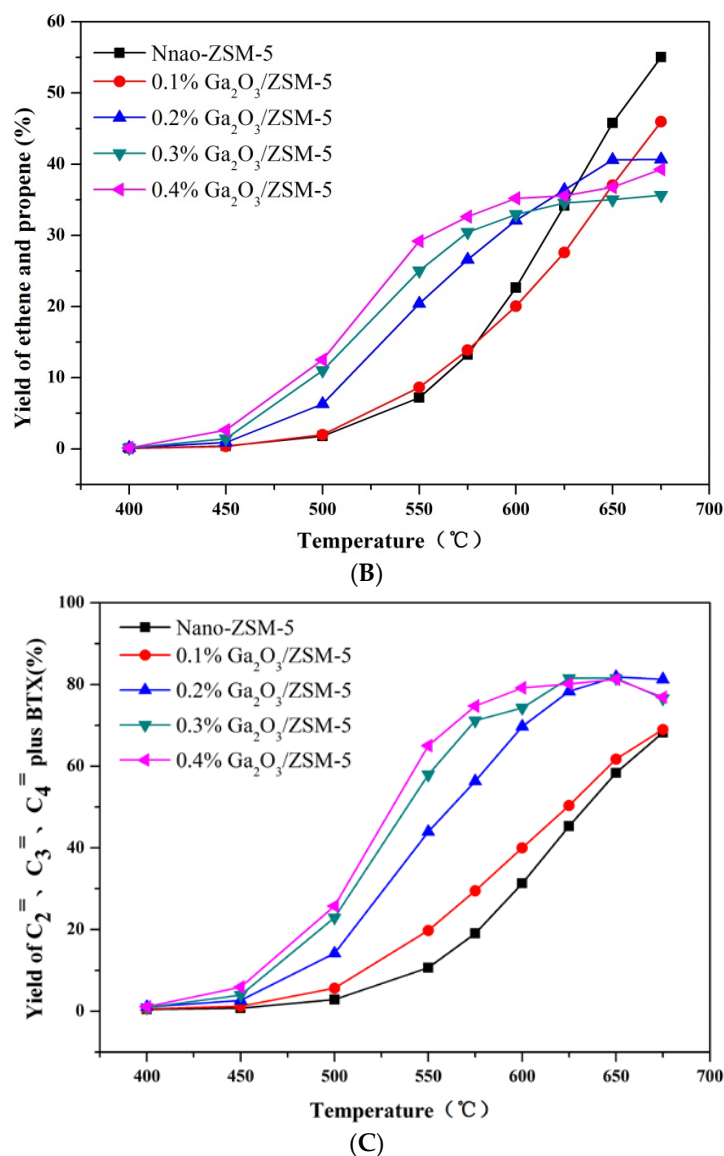 60
50
40
30
20
10
0
Yield of ethene and propene (%)
Nnao-ZSM-5
0.1% Ga₂O₃/ZSM-5
0.2% Ga₂O₃/ZSM-5
0.3% Ga₂O₃/ZSM-5
0.4% Ga₂O₃/ZSM-5
400 450 500 550 600 650 700
Temperature（℃）
(B)
100
80
60
40
20
0
Yield of C₂⁼、C₃⁼、C₄⁼ plus BTX(%)
Nano-ZSM-5
0.1% Ga₂O₃/ZSM-5
0.2% Ga₂O₃/ZSM-5
0.3% Ga₂O₃/ZSM-5
0.4% Ga₂O₃/ZSM-5
400 450 500 550 600 650 700
Temperature（℃）
(C)